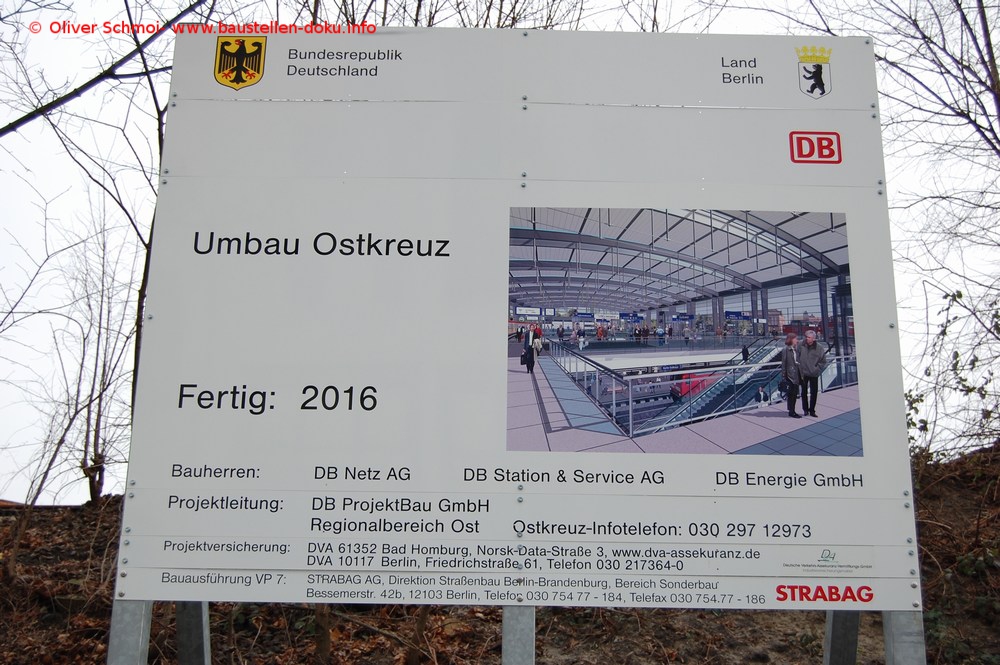 © Oliver Schmoi- www.baustellen-doku.info
Bundesrepublik
Deutschland
Land
Berlin
DB
Umbau Ostkreuz
Fertig: 2016
Bauherren: DB Netz AG DB Station & Service AG DB Energie GmbH
Projektleitung: DB ProjektBau GmbH
Regionalbereich Ost Ostkreuz-Infotelefon: 030 297 12973
Projektversicherung: DVA 61352 Bad Homburg, Norsk-Data-Straße 3, www.dva-assekuranz.de
DVA 10117 Berlin, Friedrichstraße 61, Telefon 030 217364-0
Bauausführung VP 7: STRABAG AG, Direktion Straßenbau Berlin-Brandenburg, Bereich Sonderbau
Bessemerstr. 42b, 12103 Berlin, Telefon 030 754 77 - 184, Telefax 030 754.77 - 186
STRABAG